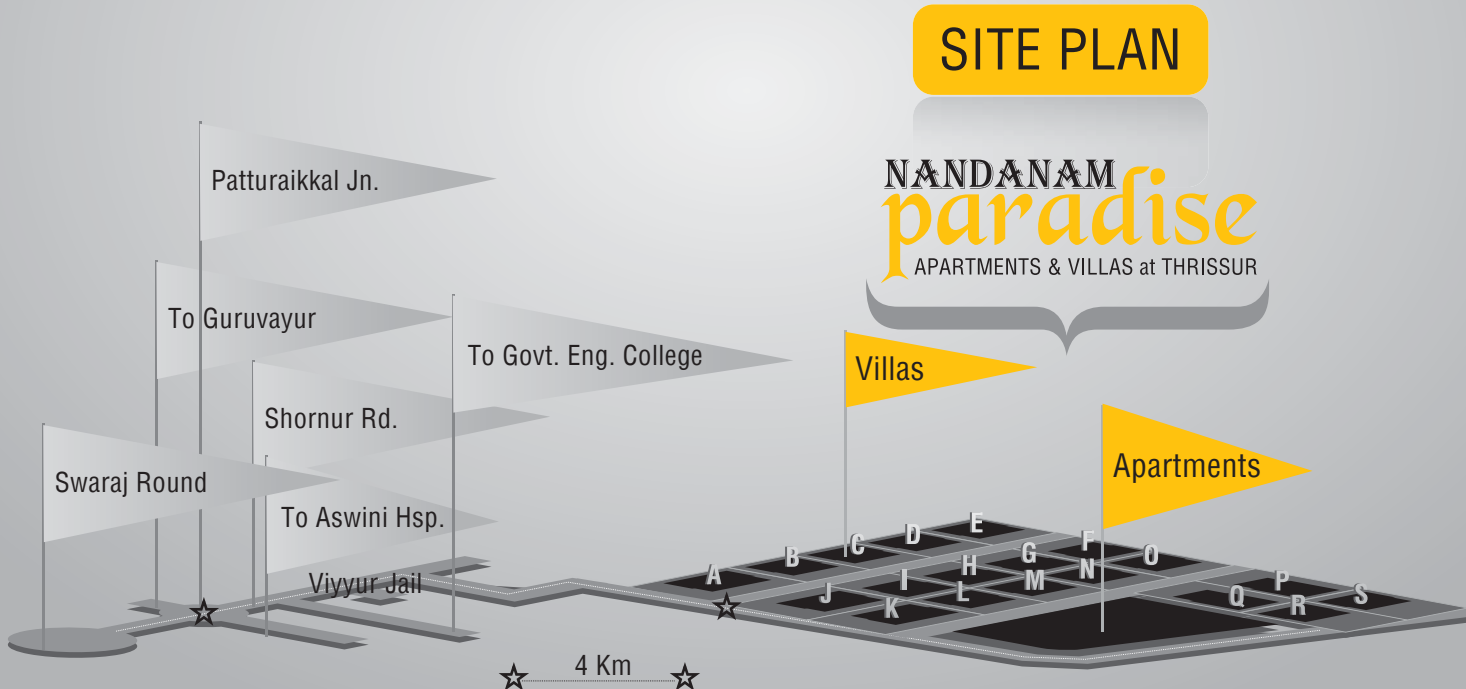 SITE PLAN
NANDANAM
paradise
APARTMENTS & VILLAS at THRISSUR
Patturaikkal Jn.
To Guruvayur
To Govt. Eng. College
Shornur Rd.
Swaraj Round
To Aswini Hsp.
Viyyur Jail
Villas
Apartments
A
B
C
D
E
F
G
H
I
J
K
L
M
N
O
P
Q
R
S
4 Km